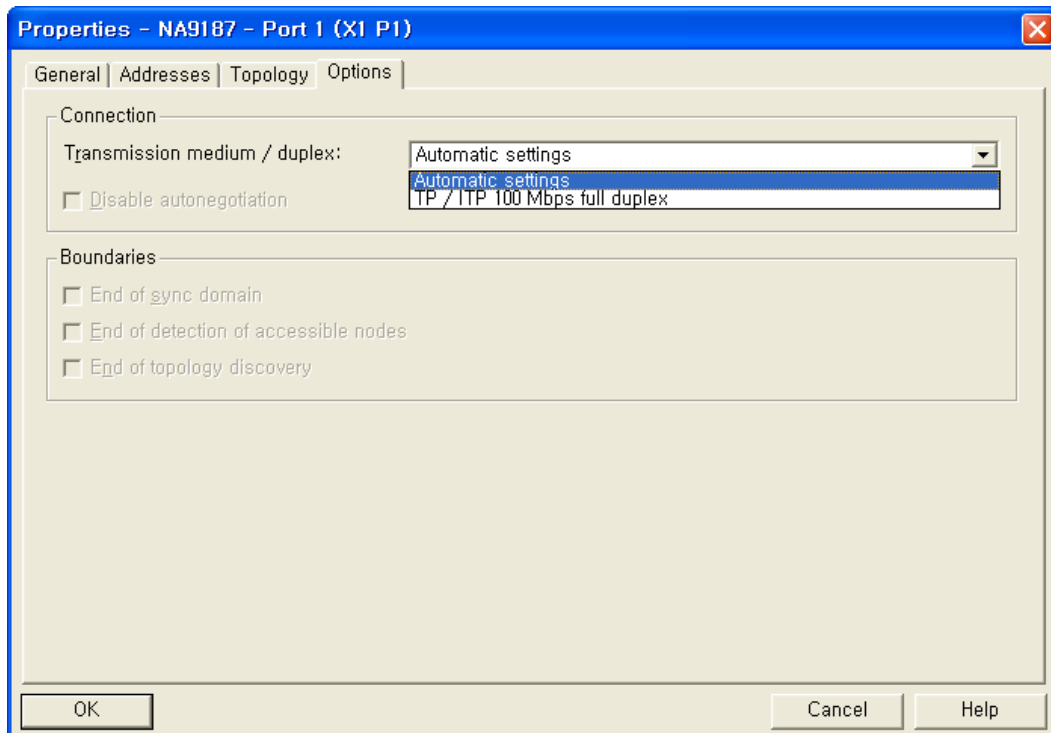 Properties - NA9187 - Port 1 (X1 P1)
General Addresses Topology Options
Connection
Transmission medium / duplex: Automatic settings
Automatic settings
Disable autonegotiation
TP / ITP 100 Mbps full duplex
Boundaries
End of sync domain
End of detection of accessible nodes
End of topology discovery
OK Cancel Help